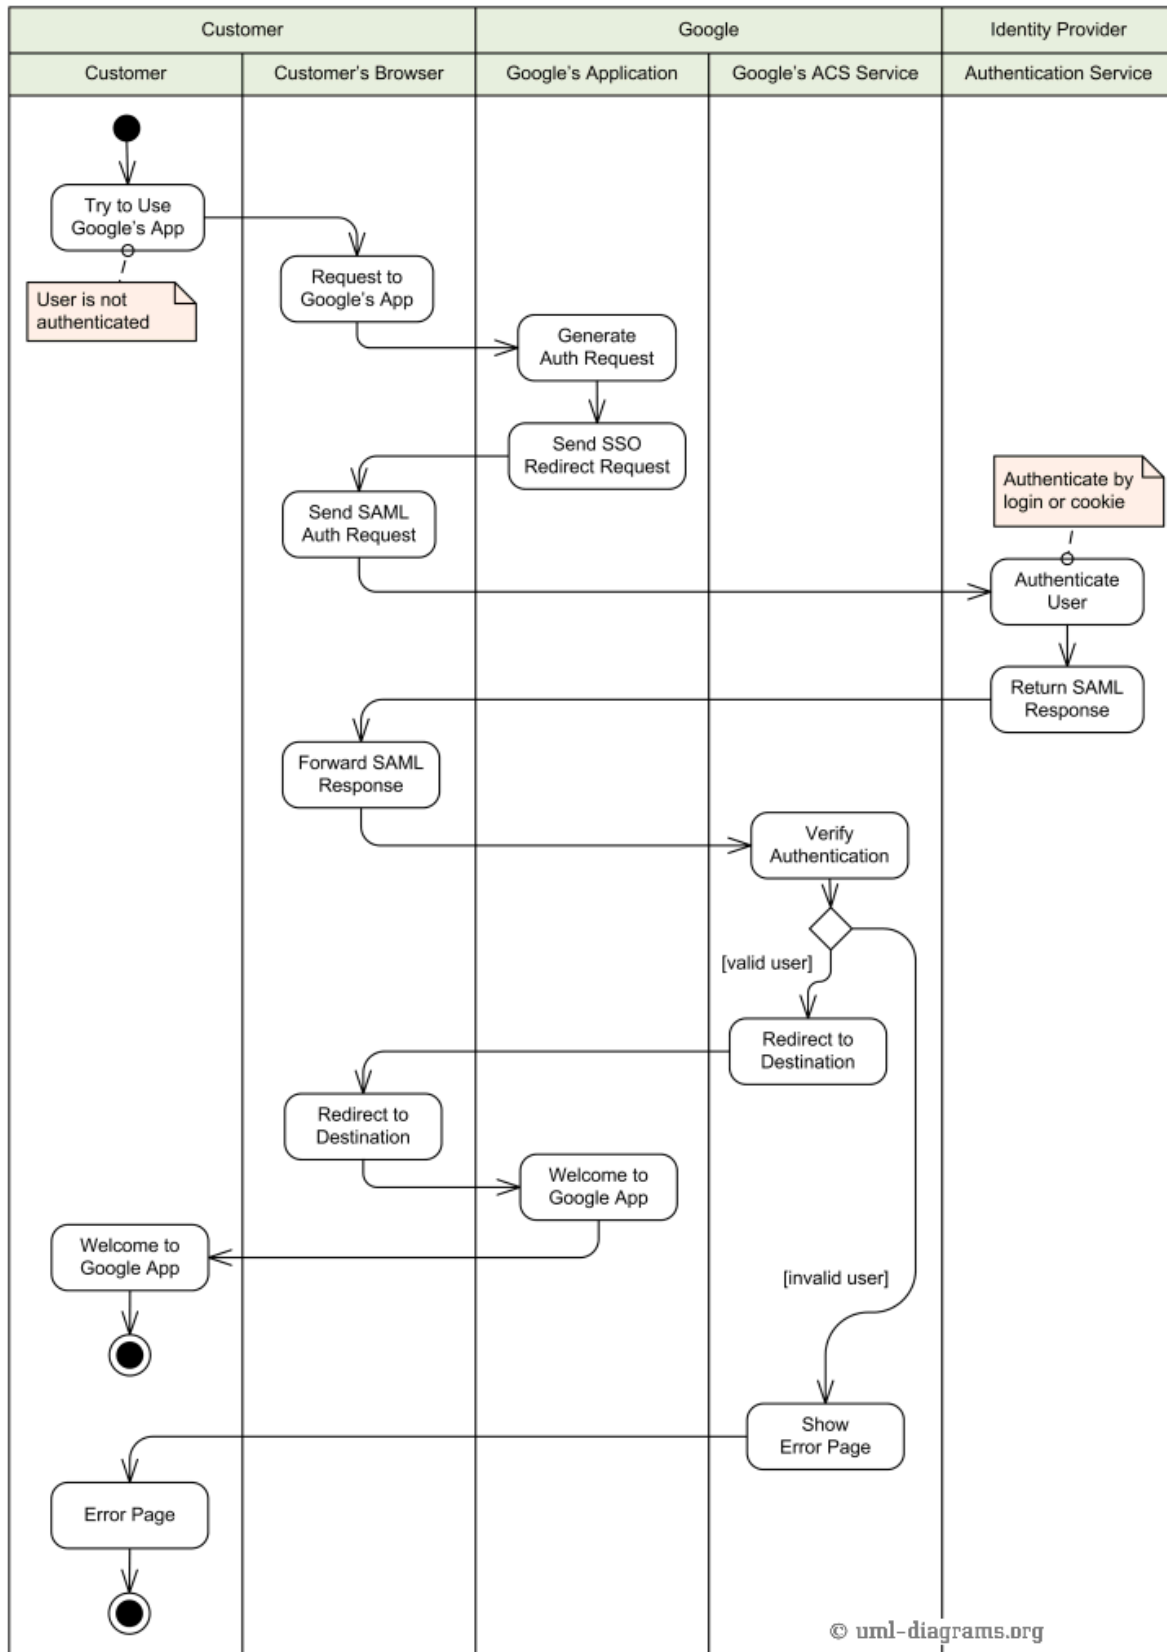 Customer
Google
Identity Provider
Customer
Customer's Browser
Google's Application
Google's ACS Service
Authentication Service
Try to Use
Google's App
User is not
authenticated
Request to
Google's App
Generate
Auth Request
Send SSO
Redirect Request
Send SAML
Auth Request
Authenticate by
login or cookie
Authenticate
User
Return SAML
Response
Forward SAML
Response
Verify
Authentication
[valid user]
Redirect to
Destination
Redirect to
Destination
Welcome to
Google App
Welcome to
Google App
[invalid user]
Show
Error Page
Error Page
© uml-diagrams.org